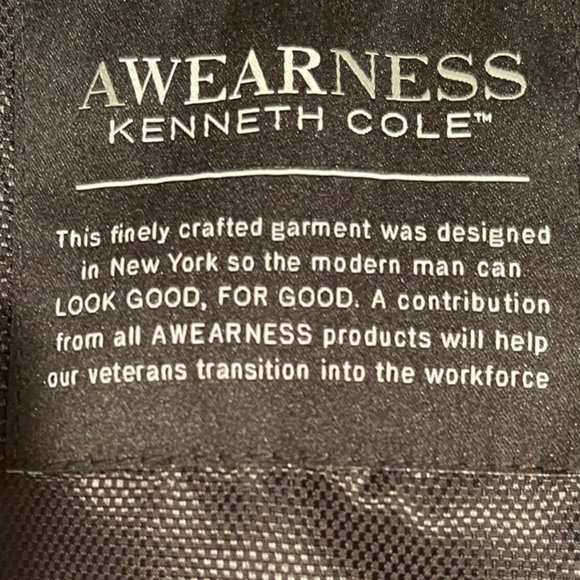 AWEARNESS
KENNETH COLE™
This finely crafted garment was designed
in New York so the modern man can
LOOK GOOD, FOR GOOD. A contribution
from all AWEARNESS products will help
our veterans transition into the workforce